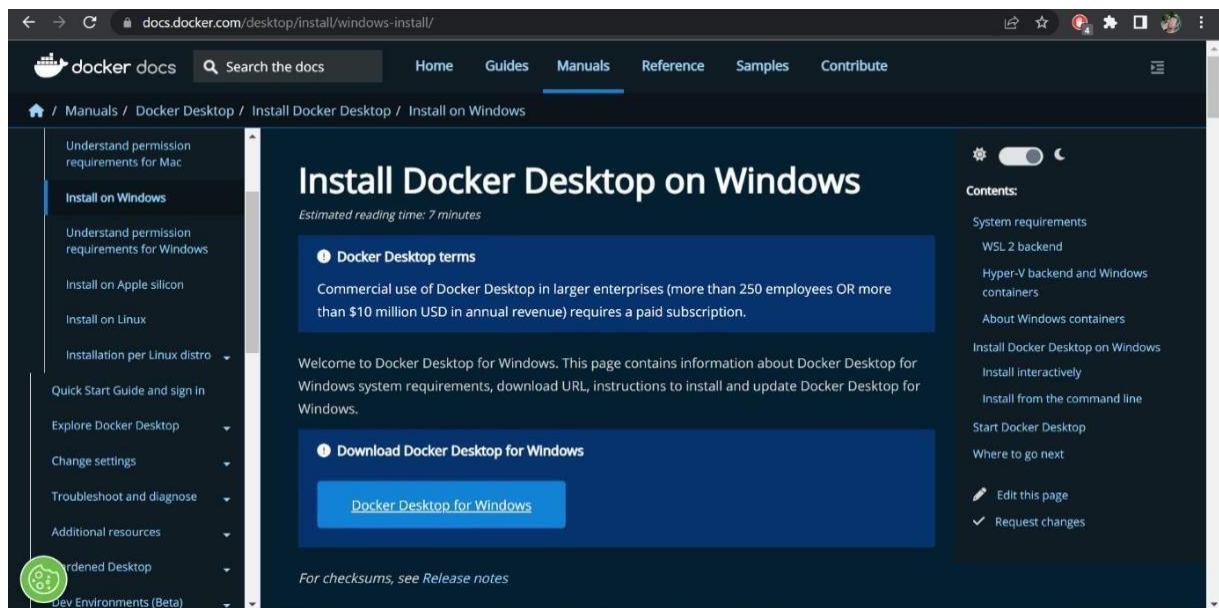 docs.docker.com/desktop/install/windows-install/
4
docker docs
Search the docs
Home
Guides
Manuals
Reference
Samples
Contribute
/ Manuals / Docker Desktop / Install Docker Desktop / Install on Windows
Understand permission
requirements for Mac
Install on Windows
Understand permission
requirements for Windows
Install on Apple silicon
Install on Linux
Installation per Linux distro
Quick Start Guide and sign in
Explore Docker Desktop
Change settings
Troubleshoot and diagnose
Additional resources
rdened Desktop
Dev Environments (Beta)
Install Docker Desktop on Windows
Estimated reading time: 7 minutes
Docker Desktop terms
Commercial use of Docker Desktop in larger enterprises (more than 250 employees OR more
than $10 million USD in annual revenue) requires a paid subscription.
Welcome to Docker Desktop for Windows. This page contains information about Docker Desktop for
Windows system requirements, download URL, instructions to install and update Docker Desktop for
Windows.
Download Docker Desktop for Windows
Docker Desktop for Windows
For checksums, see Release notes
Contents:
System requirements
WSL 2 backend
Hyper-V backend and Windows
containers
About Windows containers
Install Docker Desktop on Windows
Install interactively
Install from the command line
Start Docker Desktop
Where to go next
Edit this page
Request changes